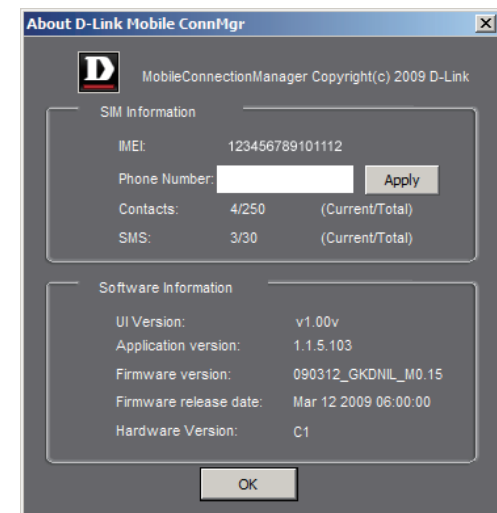 About D-Link Mobile ConnMgr
D MobileConnectionManager Copyright(c) 2009 D-Link
SIM Information
IMEI: 123456789101112
Phone Number: Apply
Contacts: 4/250 (Current/Total)
SMS: 3/30 (Current/Total)
Software Information
UI Version: v1.00v
Application version: 1.1.5.103
Firmware version: 090312_GKDNIL_M0.15
Firmware release date: Mar 12 2009 06:00:00
Hardware Version: C1
OK